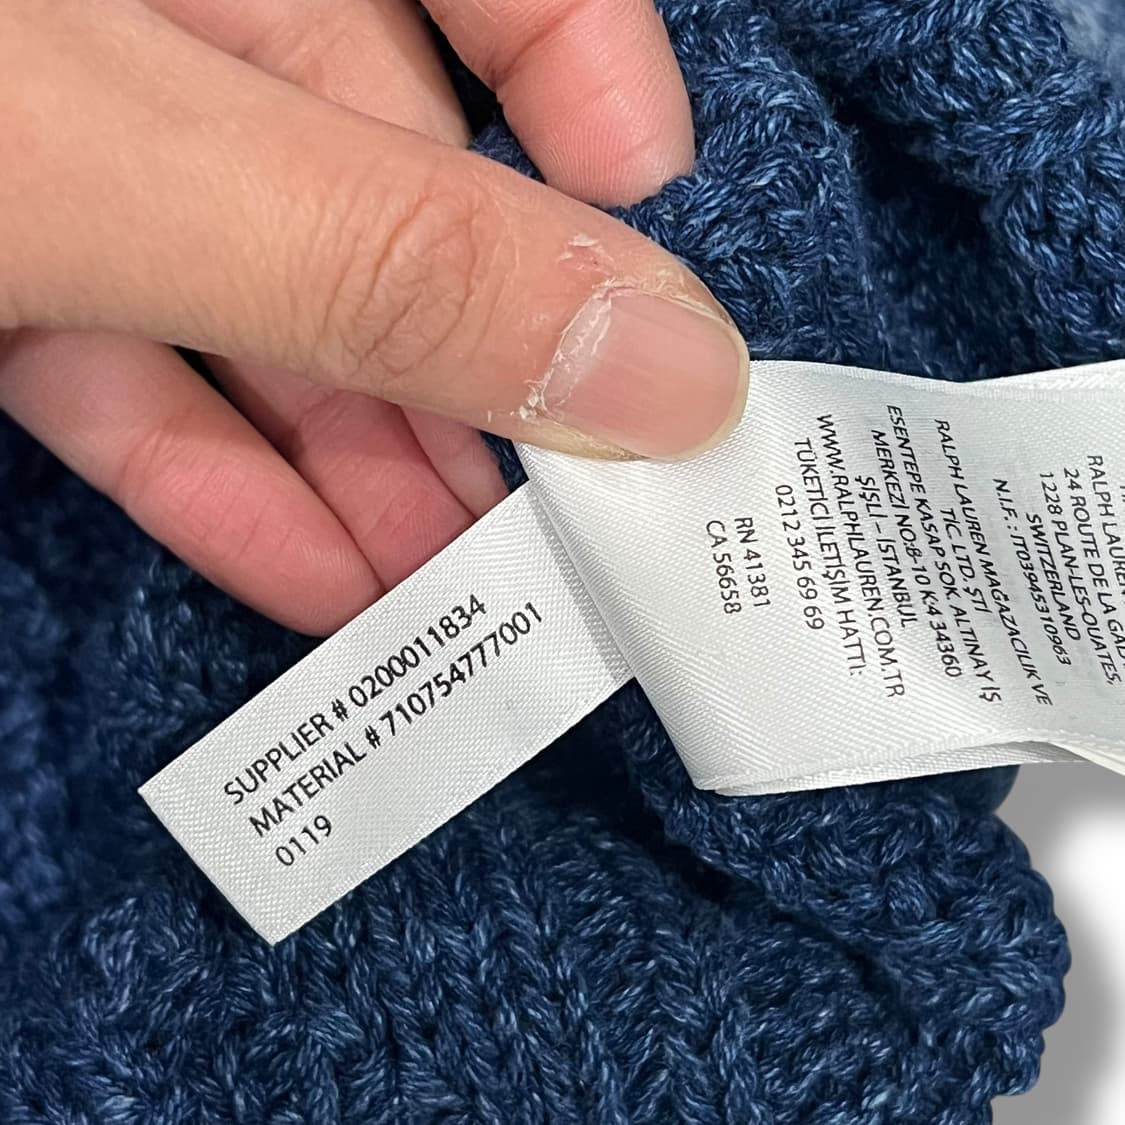 SUPPLIER # 0200011834
MATERIAL # 710754777001
0119
RALPH LAUREN
24 ROUTE DE LA
1228 PLAN-LES-OUATES,
SWITZERLAND
N.I.F. : IT03945310963
RALPH LAUREN MAĞAZACILIK VE
TİC. LTD. ŞTİ
ESENTEPE KASAP SOK. ALTINAY İŞ
MERKEZİ NO:8-10 K:4 34360
ŞİŞLİ – İSTANBUL
WWW.RALPHLAUREN.COM.TR
TÜKETİCİ İLETİŞİM HATTI:
0212 345 69 69
RN 41381
CA 56658